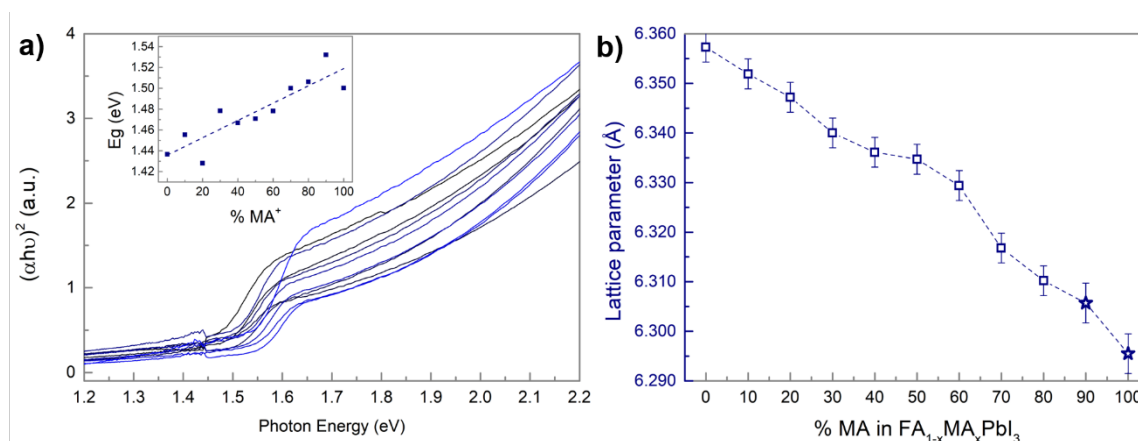 a)
4
3
2
1
0
(αhυ)² (a.u.)
1.2 1.3 1.4 1.5 1.6 1.7 1.8 1.9 2.0 2.1 2.2
Photon Energy (eV)
1.54
1.52
1.50
1.48
1.46
1.44
1.42
Eg (eV)
0 20 40 60 80 100
% MA⁺
b)
6.360
6.350
6.340
6.330
6.320
6.310
6.300
6.290
Lattice parameter (Å)
0 10 20 30 40 50 60 70 80 90 100
% MA in FA₁₋ₓMAₓPbI₃